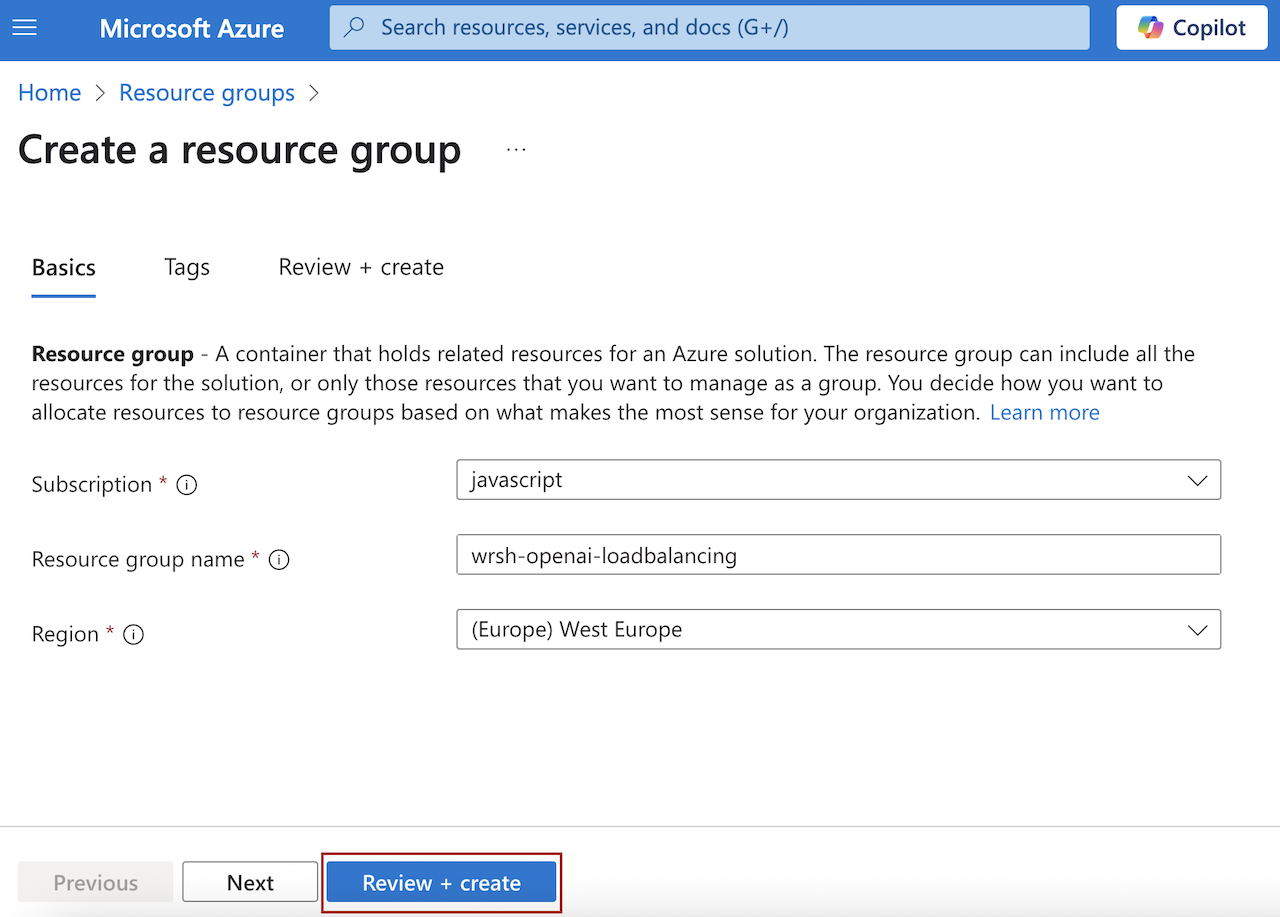 Microsoft Azure
Search resources, services, and docs (G+/)
Copilot
Home > Resource groups >
Create a resource group ...
Basics Tags Review + create
Resource group - A container that holds related resources for an Azure solution. The resource group can include all the
resources for the solution, or only those resources that you want to manage as a group. You decide how you want to
allocate resources to resource groups based on what makes the most sense for your organization. Learn more
Subscription *
javascript
Resource group name *
wrsh-openai-loadbalancing
Region *
(Europe) West Europe
Previous
Next
Review + create